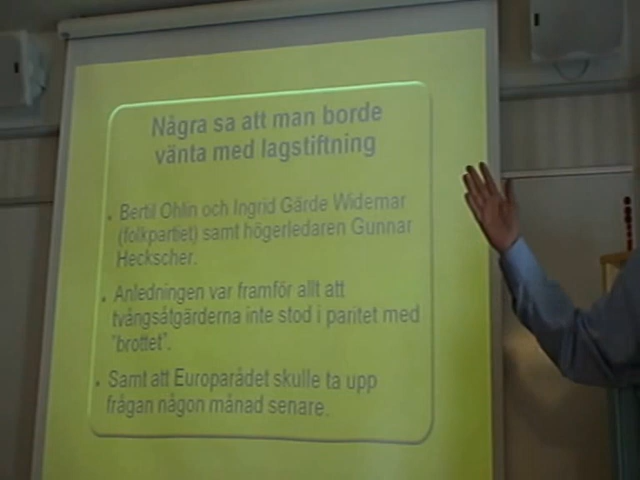 Några sa att man borde
vänta med lagstiftning
Bertil Ohlin och Ingrid Gärde Widemar
(folkpartiet) samt högerledaren Gunnar
Heckscher.
Anledningen var framför allt att
tvångsåtgärderna inte stod i paritet med
"brottet".
Samt att Europarådet skulle ta upp
frågan någon månad senare.